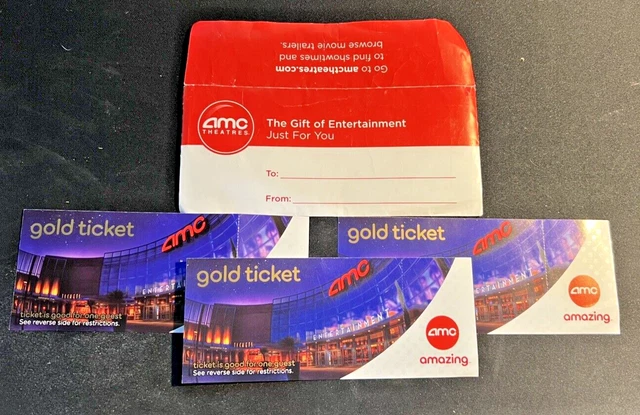 Go to amctheatres.com
to find showtimes and
browse movie trailers.
amc
THEATRES.
The Gift of Entertainment
Just For You
To:
From:
gold ticket
amc
ENTERTAINMENT
ticket is good for one guest
See reverse side for restrictions.
gold ticket
amc
amc
amazing.
gold ticket
amc
ENTERTAINMENT
ticket is good for one guest
See reverse side for restrictions.
amc
amazing.